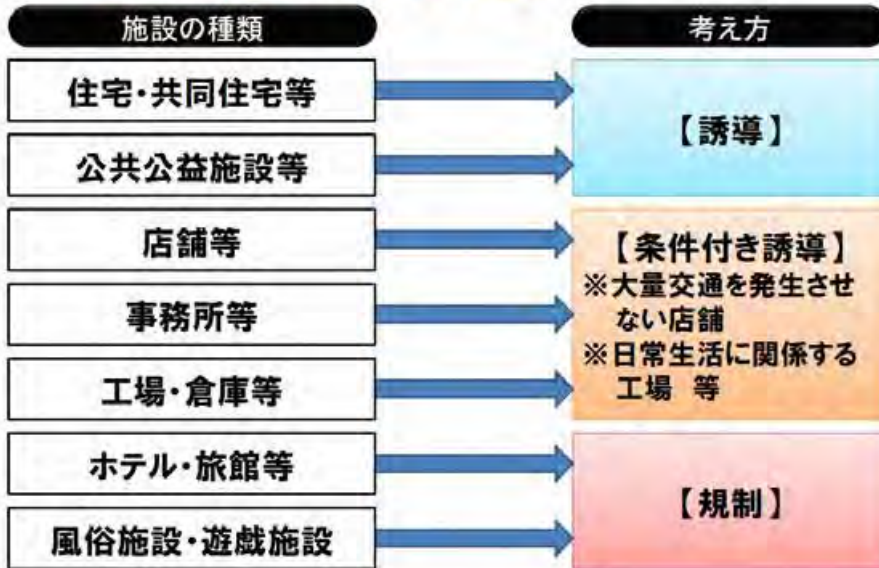 施設の種類
考え方
住宅・共同住宅等
公共公益施設等
【誘導】
店舗等
事務所等
工場・倉庫等
【条件付き誘導】
※大量交通を発生させ
ない店舗
※日常生活に関係する
工場 等
ホテル・旅館等
風俗施設・遊戯施設
【規制】